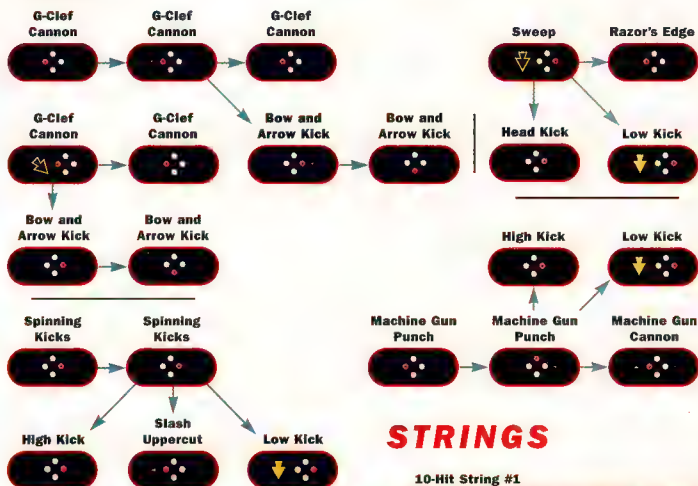 G-Clef
Cannon
G-Clef
Cannon
G-Clef
Cannon
Bow and
Arrow Kick
Bow and
Arrow Kick
G-Clef
Cannon
G-Clef
Cannon
Bow and
Arrow Kick
Bow and
Arrow Kick
Spinning
Kicks
Spinning
Kicks
High Kick
Slash
Uppercut
Low Kick
Sweep
Razor's Edge
Head Kick
Low Kick
High Kick
Low Kick
Machine Gun
Punch
Machine Gun
Punch
Machine Gun
Cannon
STRINGS
10-Hit String #1